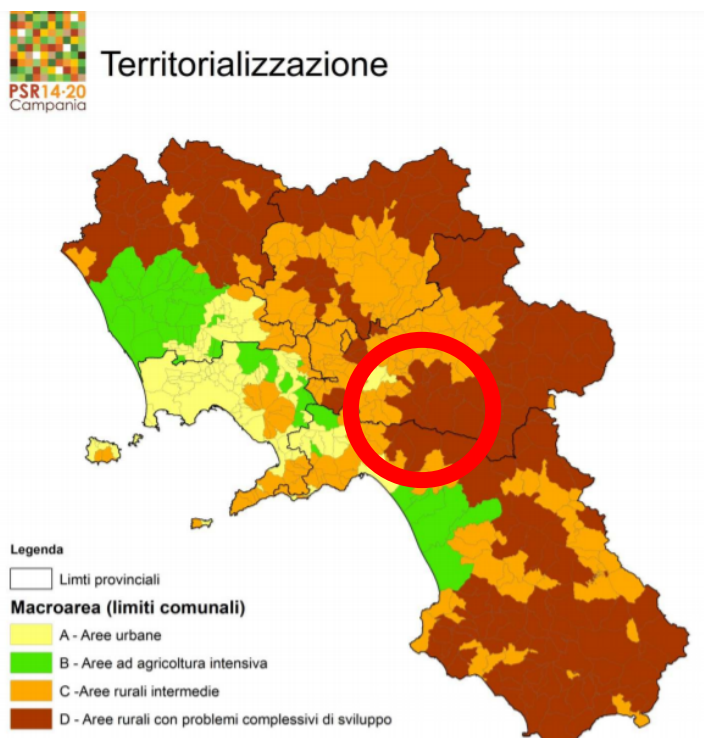 PSR14-20
Campania
Territorializzazione
Legenda
Limti provinciali
Macroarea (limiti comunali)
A - Aree urbane
B - Aree ad agricoltura intensiva
C -Aree rurali intermedie
D - Aree rurali con problemi complessivi di sviluppo